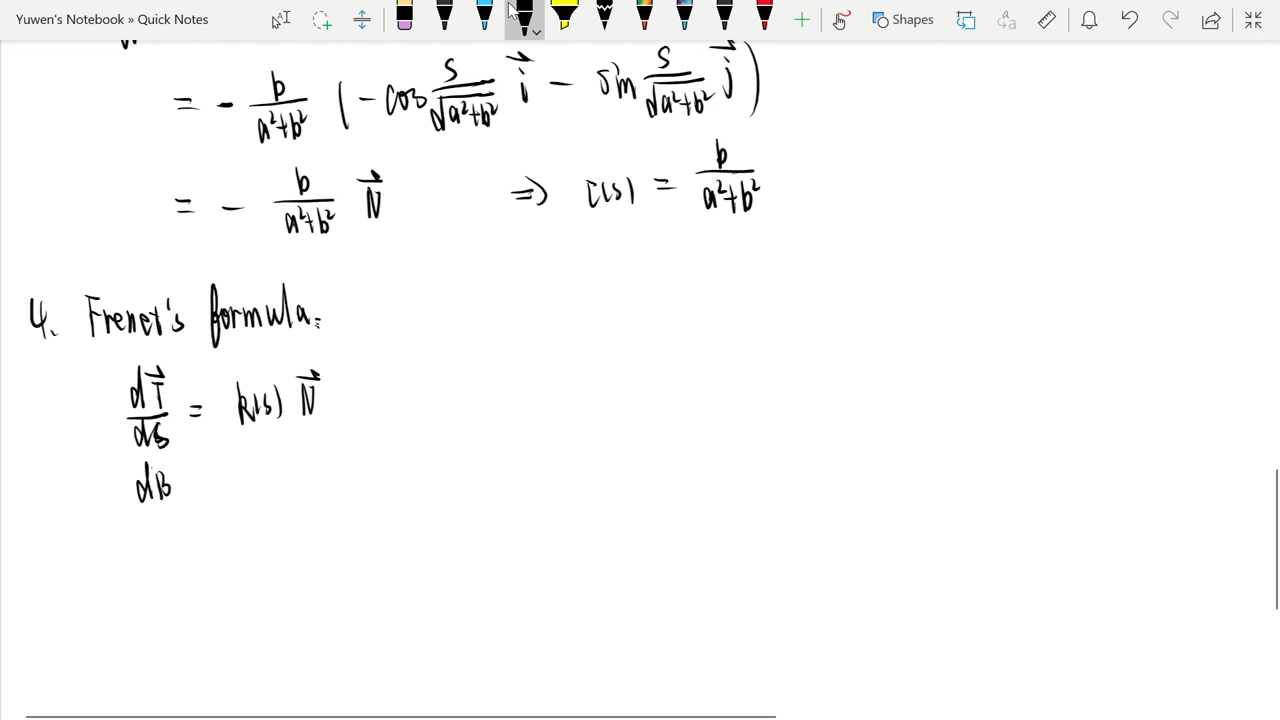 Yuwen's Notebook » Quick Notes
Shapes
= - b/(a²+b²) (-cos s/√(a²+b²) i⃗ - sin s/√(a²+b²) j⃗)
= - b/(a²+b²) N⃗ ⇒ τ(s) = b/(a²+b²)
4. Frenet's formula:
dT⃗/ds = k(s) N⃗
dB